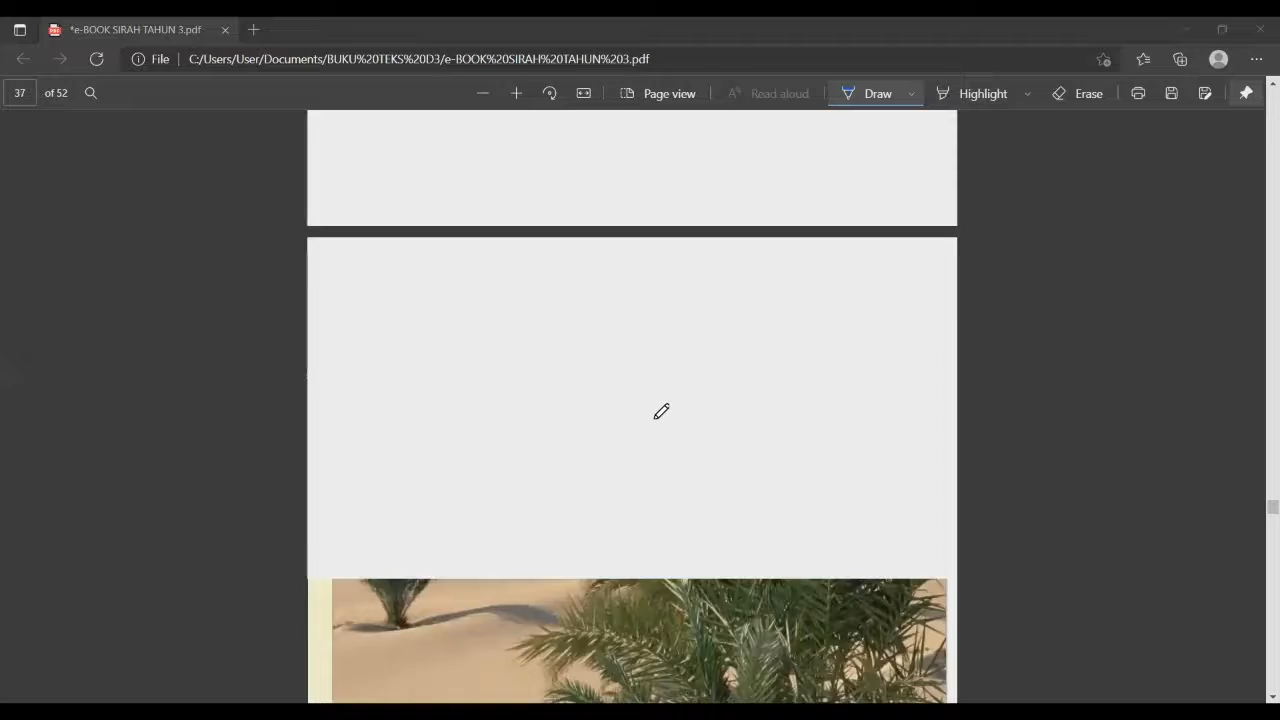 *e-BOOK SIRAH TAHUN 3.pdf
File
C:/Users/User/Documents/BUKU%20TEKS%20D3/e-BOOK%20SIRAH%20TAHUN%203.pdf
37 of 52
Page view
Read aloud
Draw
Highlight
Erase